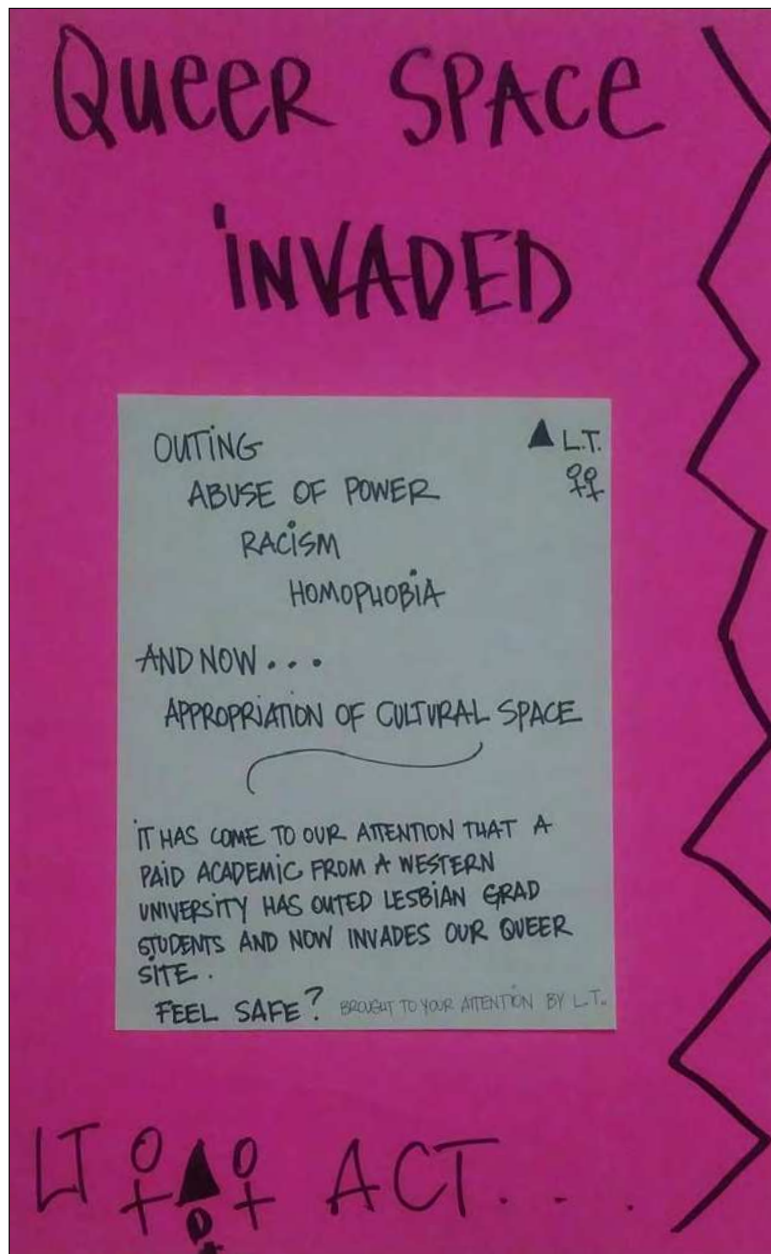 QUEER SPACE
INVADED
OUTING
▲ L.T.
ABUSE OF POWER
⚢
RACISM
HOMOPHOBIA
AND NOW...
APPROPRIATION OF CULTURAL SPACE
IT HAS COME TO OUR ATTENTION THAT A
PAID ACADEMIC FROM A WESTERN
UNIVERSITY HAS OUTED LESBIAN GRAD
STUDENTS AND NOW INVADES OUR QUEER
SITE.
FEEL SAFE? BROUGHT TO YOUR ATTENTION BY L.T.
LT ♀▲♀ ACT...